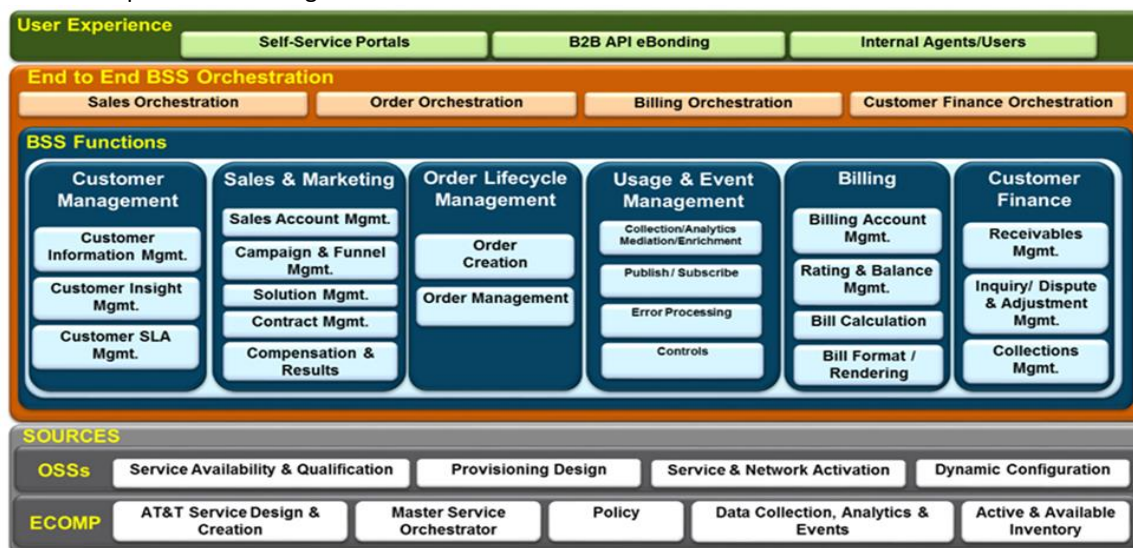 User Experience
Self-Service Portals
B2B API eBonding
Internal Agents/Users
End to End BSS Orchestration
Sales Orchestration
Order Orchestration
Billing Orchestration
Customer Finance Orchestration
BSS Functions
Customer
Management
Customer
Information Mgmt.
Customer Insight
Mgmt.
Customer SLA
Mgmt.
Sales & Marketing
Sales Account Mgmt.
Campaign & Funnel
Mgmt.
Solution Mgmt.
Contract Mgmt.
Compensation &
Results
Order Lifecycle
Management
Order
Creation
Order Management
Usage & Event
Management
Collection/Analytics
Mediation/Enrichment
Publish / Subscribe
Error Processing
Controls
Billing
Billing Account
Mgmt.
Rating & Balance
Mgmt.
Bill Calculation
Bill Format /
Rendering
Customer
Finance
Receivables
Mgmt.
Inquiry/ Dispute
& Adjustment
Mgmt.
Collections
Mgmt.
SOURCES
OSSs
Service Availability & Qualification
Provisioning Design
Service & Network Activation
Dynamic Configuration
ECOMP
AT&T Service Design &
Creation
Master Service
Orchestrator
Policy
Data Collection, Analytics &
Events
Active & Available
Inventory